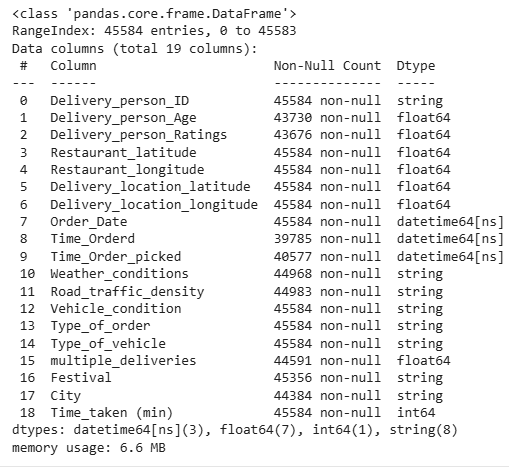 <class 'pandas.core.frame.DataFrame'>
RangeIndex: 45584 entries, 0 to 45583
Data columns (total 19 columns):
 #   Column                       Non-Null Count  Dtype
---  ------                       --------------  -----
 0   Delivery_person_ID           45584 non-null  string
 1   Delivery_person_Age          43730 non-null  float64
 2   Delivery_person_Ratings      43676 non-null  float64
 3   Restaurant_latitude          45584 non-null  float64
 4   Restaurant_longitude         45584 non-null  float64
 5   Delivery_location_latitude   45584 non-null  float64
 6   Delivery_location_longitude  45584 non-null  float64
 7   Order_Date                   45584 non-null  datetime64[ns]
 8   Time_Orderd                  39785 non-null  datetime64[ns]
 9   Time_Order_picked            40577 non-null  datetime64[ns]
 10  Weather_conditions           44968 non-null  string
 11  Road_traffic_density         44983 non-null  string
 12  Vehicle_condition            45584 non-null  string
 13  Type_of_order                45584 non-null  string
 14  Type_of_vehicle              45584 non-null  string
 15  multiple_deliveries          44591 non-null  float64
 16  Festival                     45356 non-null  string
 17  City                         44384 non-null  string
 18  Time_taken (min)             45584 non-null  int64
dtypes: datetime64[ns](3), float64(7), int64(1), string(8)
memory usage: 6.6 MB